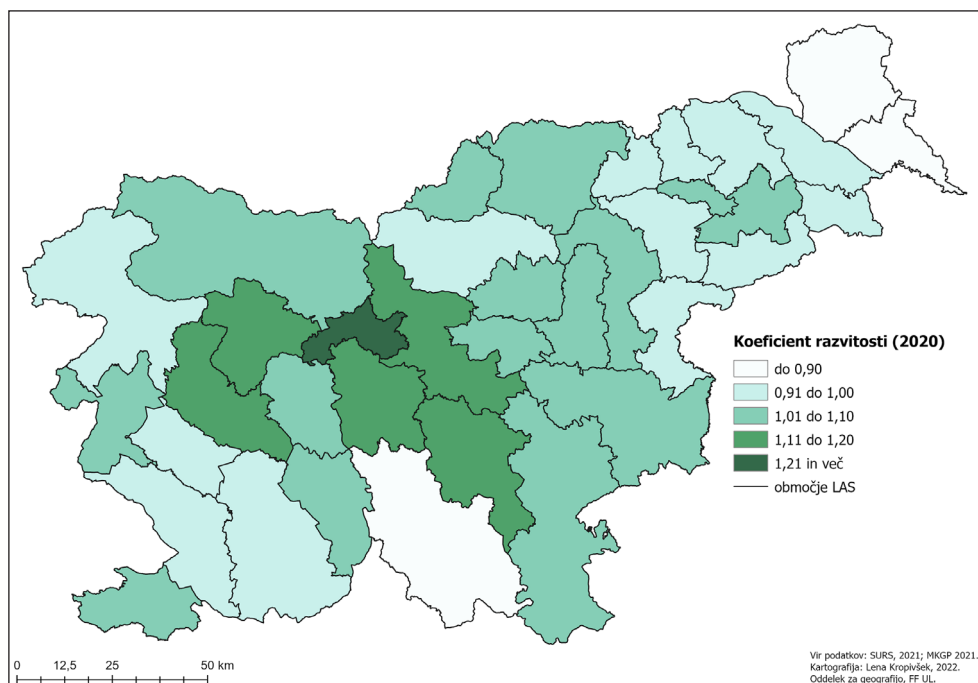 Koeficient razvitosti (2020)
do 0,90
0,91 do 1,00
1,01 do 1,10
1,11 do 1,20
1,21 in več
območje LAS
0 12,5 25 50 km
Vir podatkov: SURS, 2021; MKGP 2021.
Kartografija: Lena Kropivšek, 2022.
Oddelek za geografijo, FF UL.